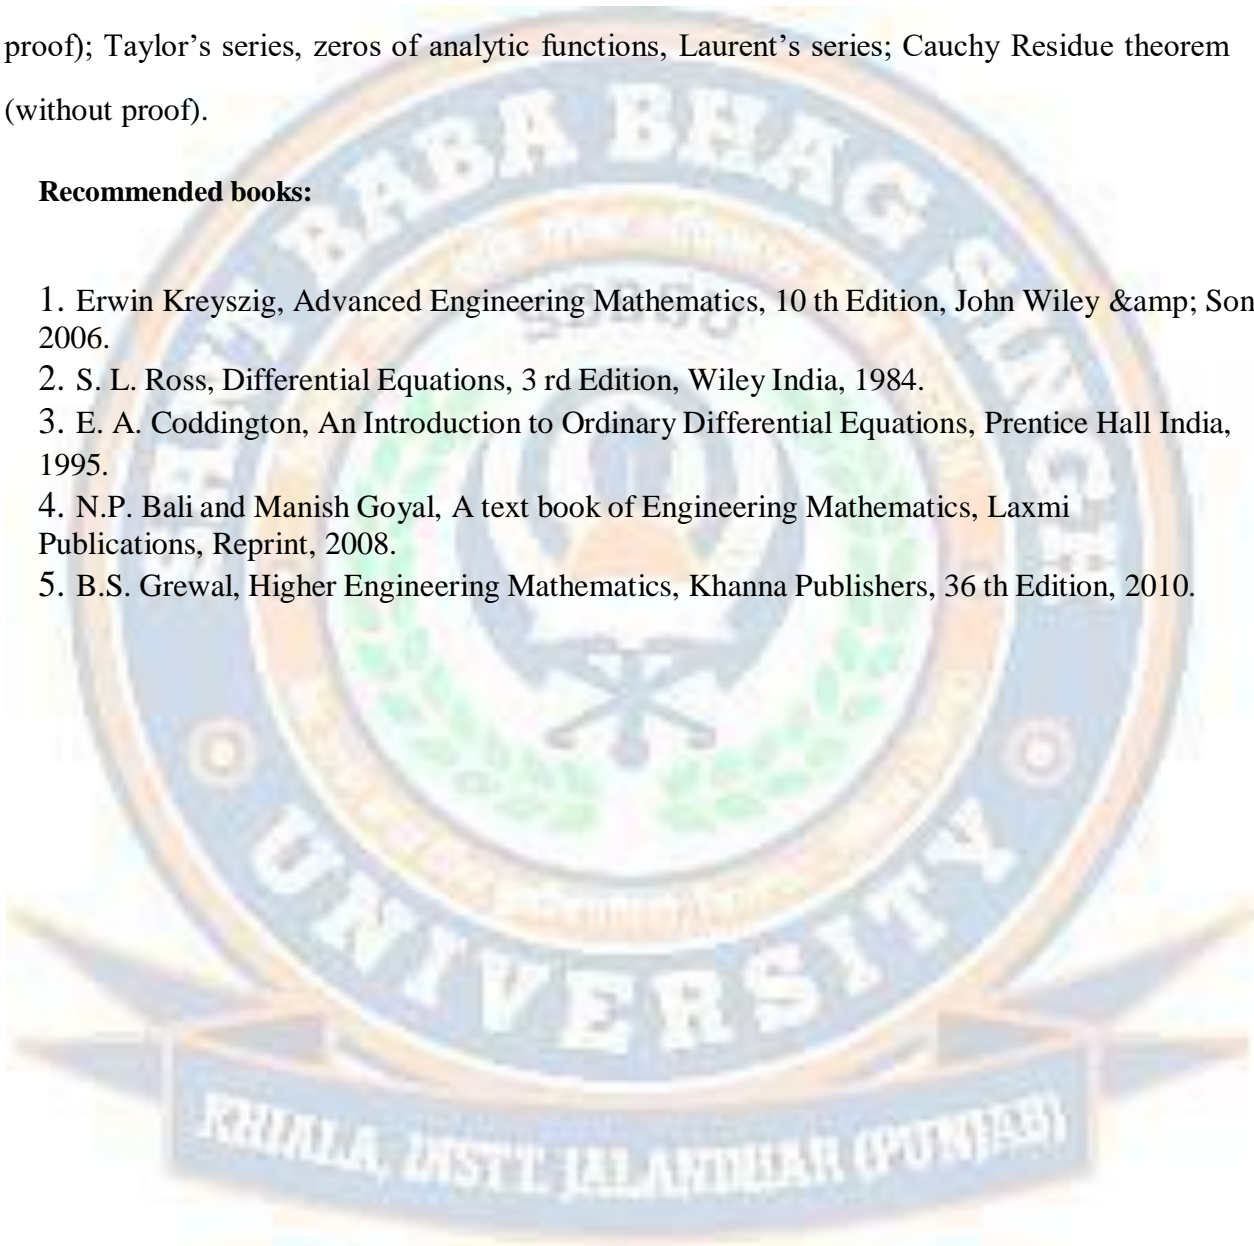 proof); Taylor’s series, zeros of analytic functions, Laurent’s series; Cauchy Residue theorem
(without proof).
Recommended books:
1. Erwin Kreyszig, Advanced Engineering Mathematics, 10 th Edition, John Wiley &amp; Son
2006.
2. S. L. Ross, Differential Equations, 3 rd Edition, Wiley India, 1984.
3. E. A. Coddington, An Introduction to Ordinary Differential Equations, Prentice Hall India,
1995.
4. N.P. Bali and Manish Goyal, A text book of Engineering Mathematics, Laxmi
Publications, Reprint, 2008.
5. B.S. Grewal, Higher Engineering Mathematics, Khanna Publishers, 36 th Edition, 2010.
BABA BHAG SINGH
UNIVERSITY
KHIALA, DISTT. JALANDHAR (PUNJAB)